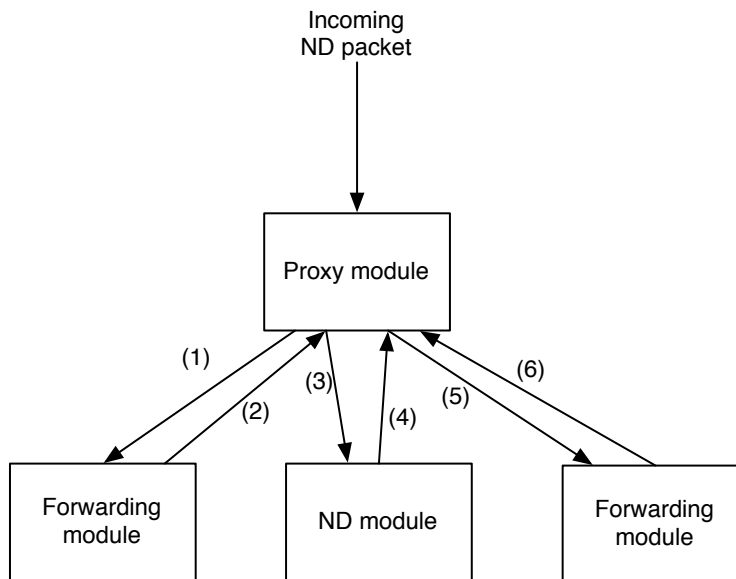 Incoming
ND packet
Proxy module
(1)
(2)
(3)
(4)
(5)
(6)
Forwarding
module
ND module
Forwarding
module